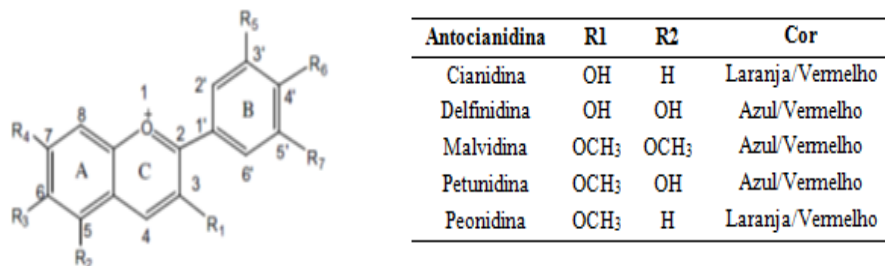 R5
3'
R6
2'
4'
B
1
+
8
1'
O
R4
7
2
5'
A
C
6'
R7
6
3
R3
5
4
R1
R2
Antocianidina R1 R2 Cor
Cianidina OH H Laranja/Vermelho
Delfinidina OH OH Azul/Vermelho
Malvidina OCH3 OCH3 Azul/Vermelho
Petunidina OCH3 OH Azul/Vermelho
Peonidina OCH3 H Laranja/Vermelho